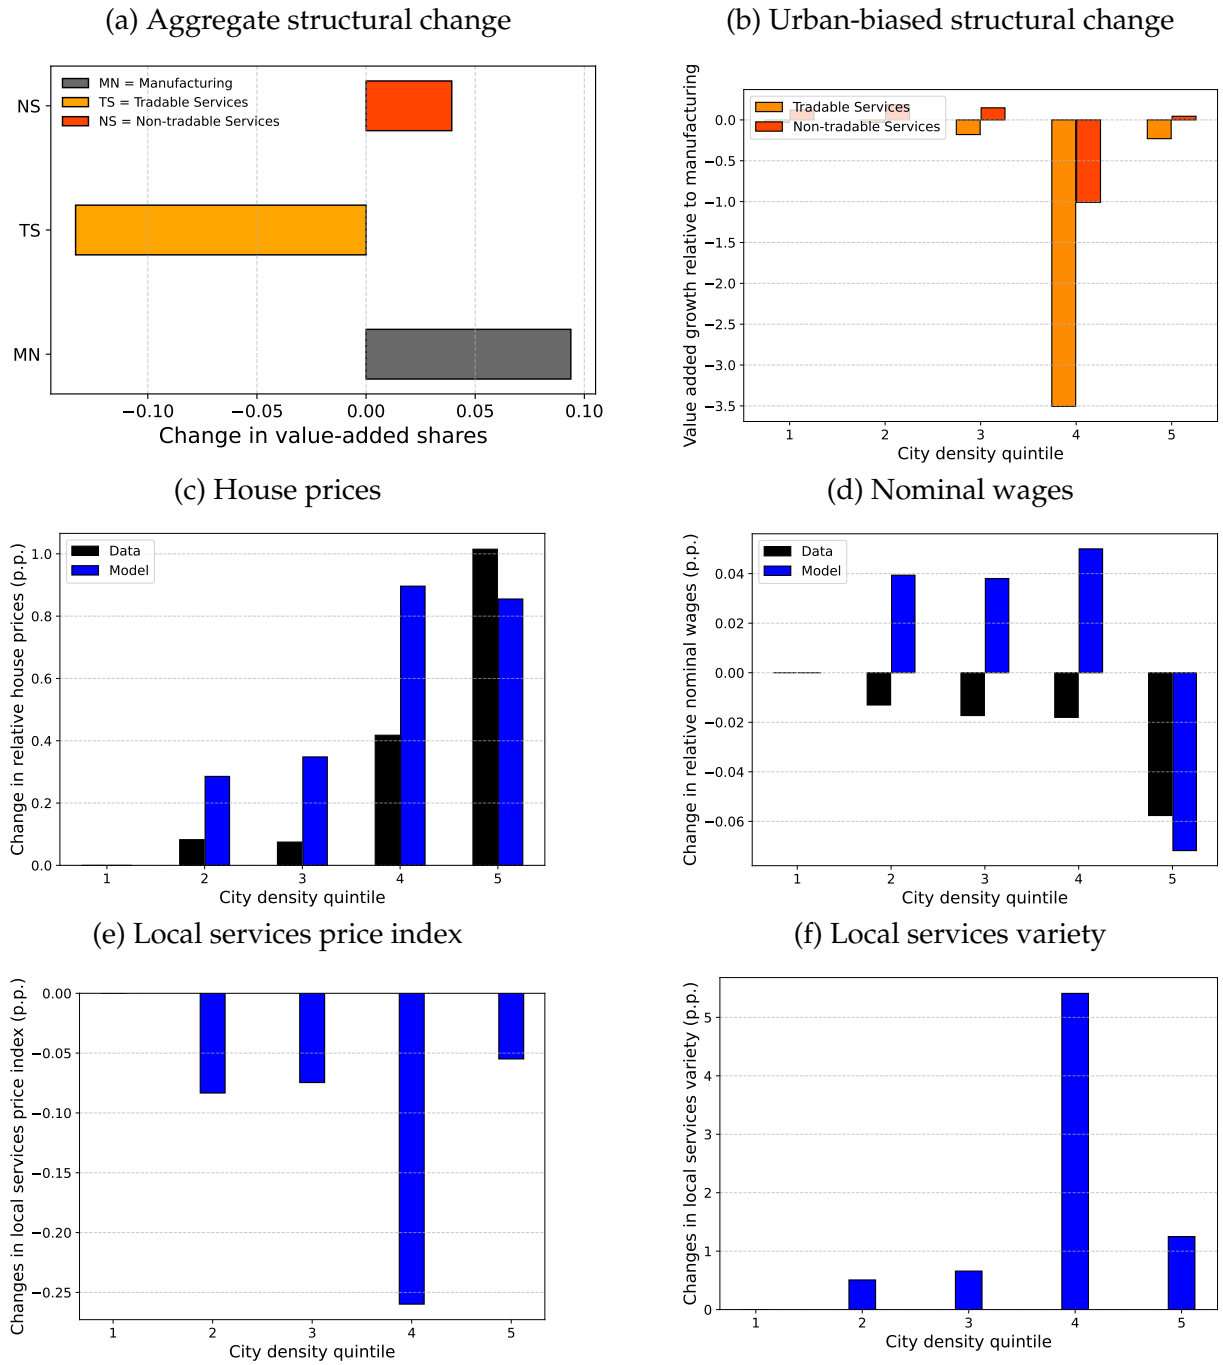 (a) Aggregate structural change
MN = Manufacturing
TS = Tradable Services
NS = Non-tradable Services
NS
TS
MN
−0.10 −0.05 0.00 0.05 0.10
Change in value-added shares
(b) Urban-biased structural change
Tradable Services
Non-tradable Services
Value added growth relative to manufacturing
0.0
−0.5
−1.0
−1.5
−2.0
−2.5
−3.0
−3.5
1 2 3 4 5
City density quintile
(c) House prices
Data
Model
Change in relative house prices (p.p.)
1.0
0.8
0.6
0.4
0.2
0.0
1 2 3 4 5
City density quintile
(d) Nominal wages
Data
Model
Change in relative nominal wages (p.p.)
0.04
0.02
0.00
−0.02
−0.04
−0.06
1 2 3 4 5
City density quintile
(e) Local services price index
Changes in local services price index (p.p.)
0.00
−0.05
−0.10
−0.15
−0.20
−0.25
1 2 3 4 5
City density quintile
(f) Local services variety
Changes in local services variety (p.p.)
5
4
3
2
1
0
1 2 3 4 5
City density quintile